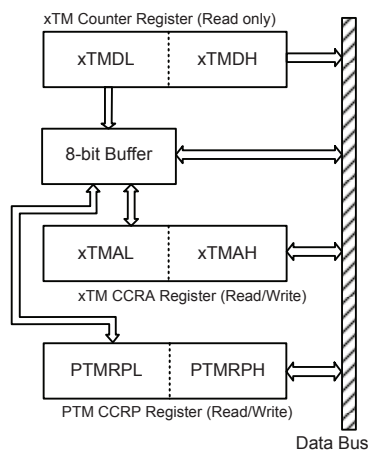 xTM Counter Register (Read only)
xTMDL xTMDH
8-bit Buffer
xTMAL xTMAH
xTM CCRA Register (Read/Write)
PTMRPL PTMRPH
PTM CCRP Register (Read/Write)
Data Bus